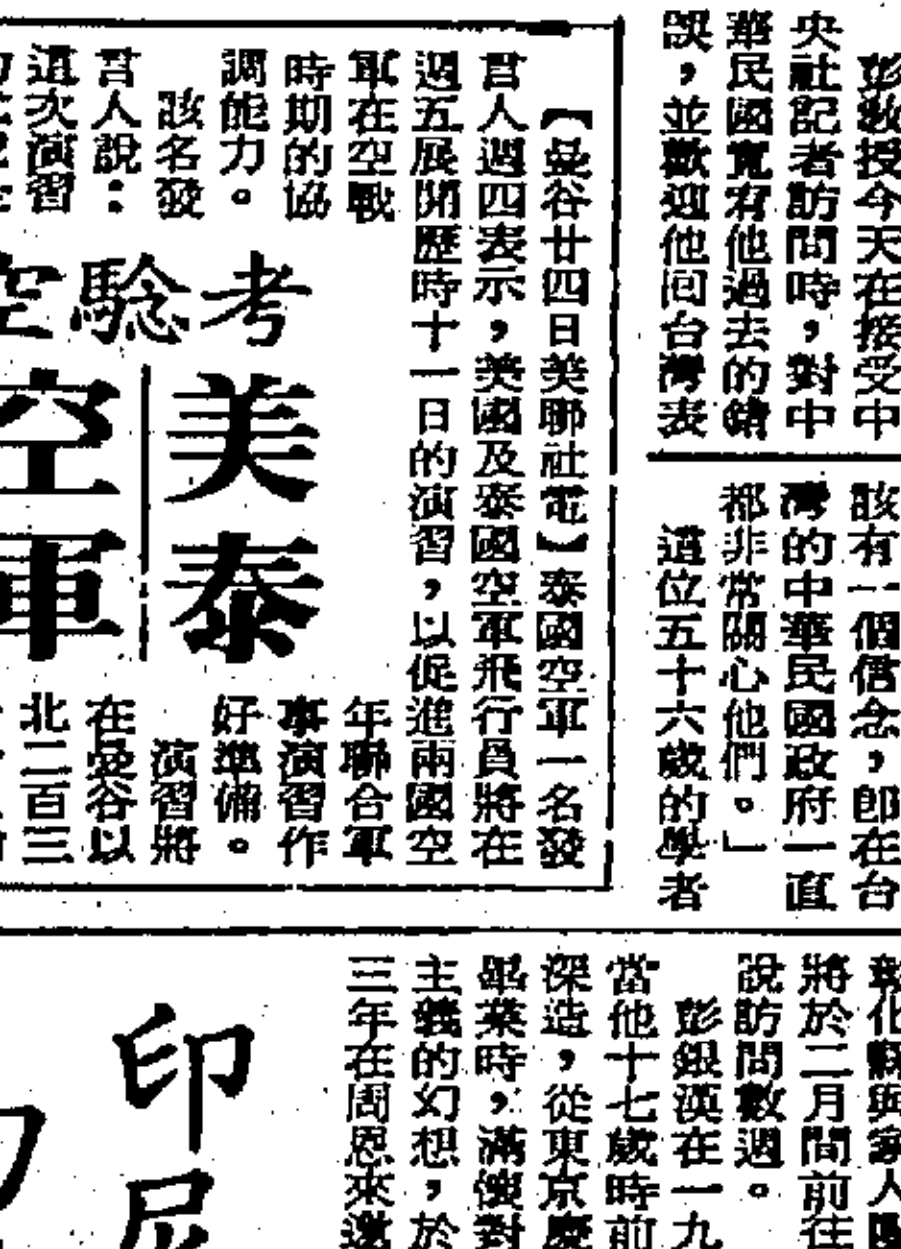 彭教授今天在接受中
央社記者訪問時，對中
華民國寬宥他過去的錯
誤，並歡迎他回台灣表
該有一個信念，卽在台
灣的中華民國政府一直
都非常關心他們。」
這位五十六歲的學者
【曼谷廿四日美聯社電】泰國空軍一名發
言人週四表示，美國及泰國空軍飛行員將在
週五展開歷時十一日的演習，以促進兩國空
軍在空戰
時期的協
調能力。
該名發
言人說：
這次演習
美泰
空軍
考驗空
年聯合軍
事演習作
好準備。
演習將
在曼谷以
北二百三
將於二月間前往
說訪問數週。
彭銀漢在一九
當他十七歲時前
深造，從東京慶
畢業時，滿懷對
主義的幻想，於
三年在周恩來邀
印尼